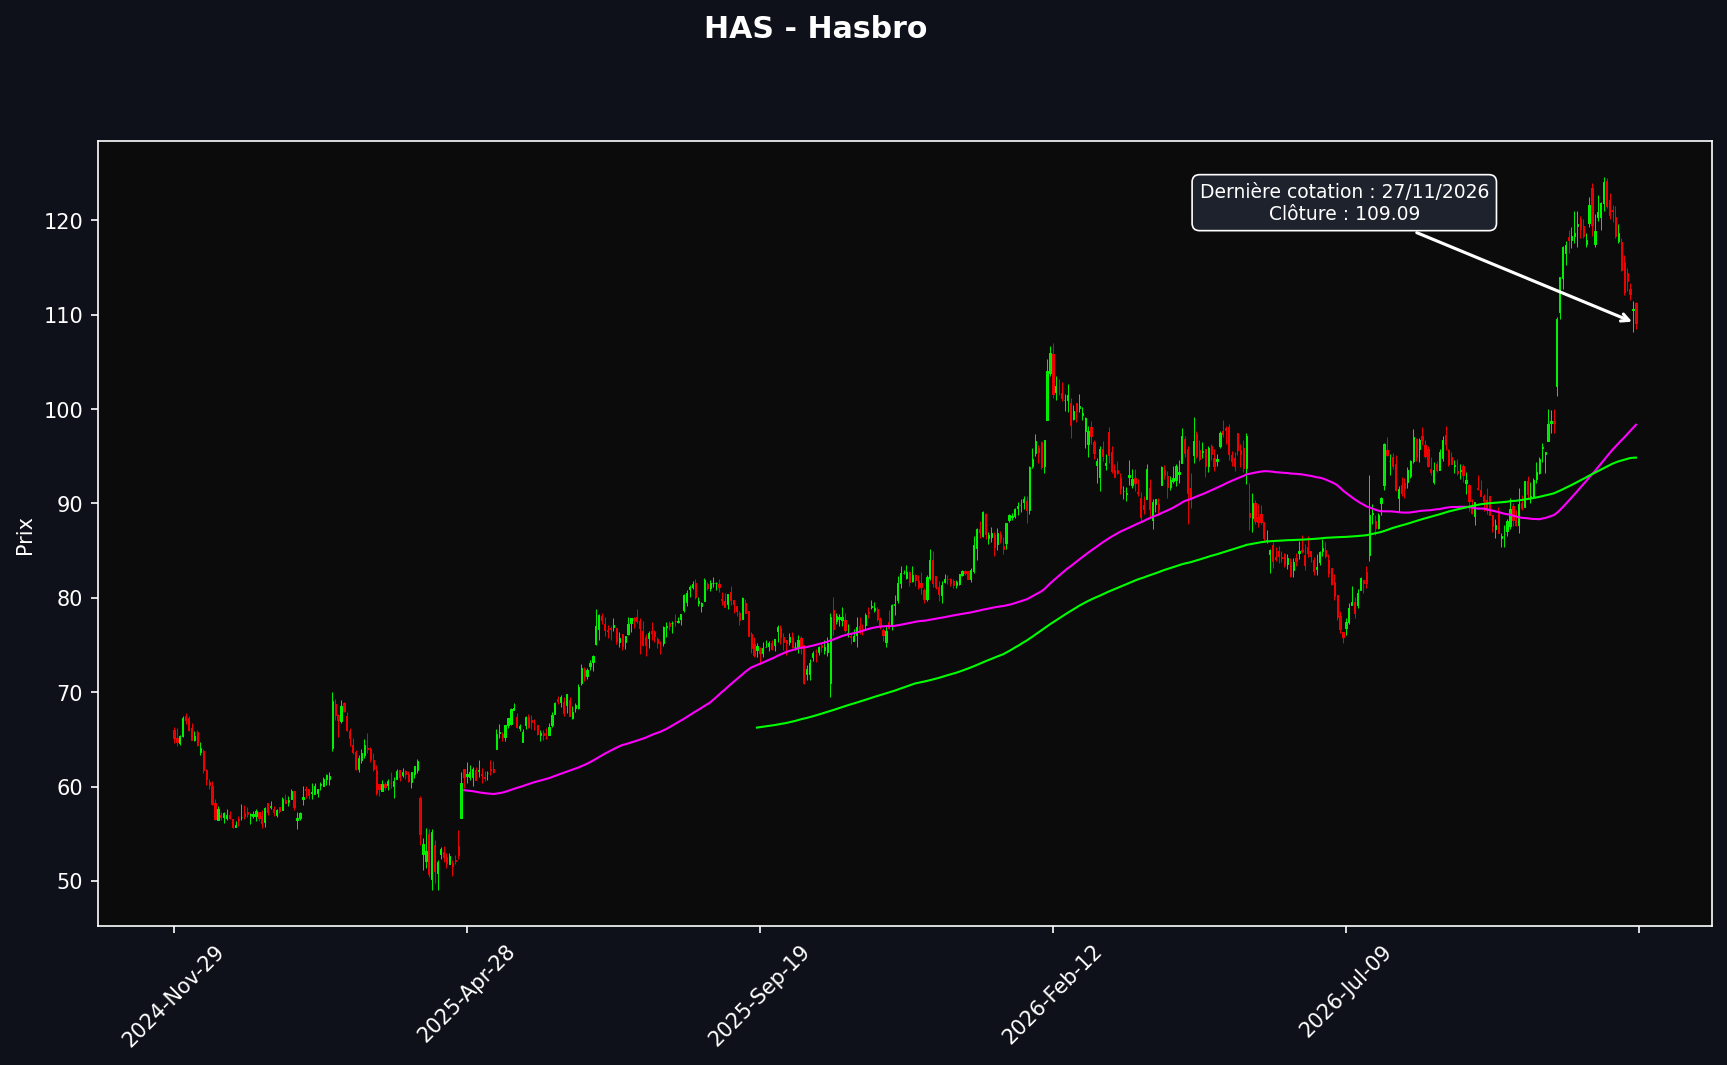 HAS - Hasbro
Dernière cotation : 27/11/2026
Clôture : 109.09
Prix
120
110
100
90
80
70
60
50
2024-Nov-29
2025-Apr-28
2025-Sep-19
2026-Feb-12
2026-Jul-09